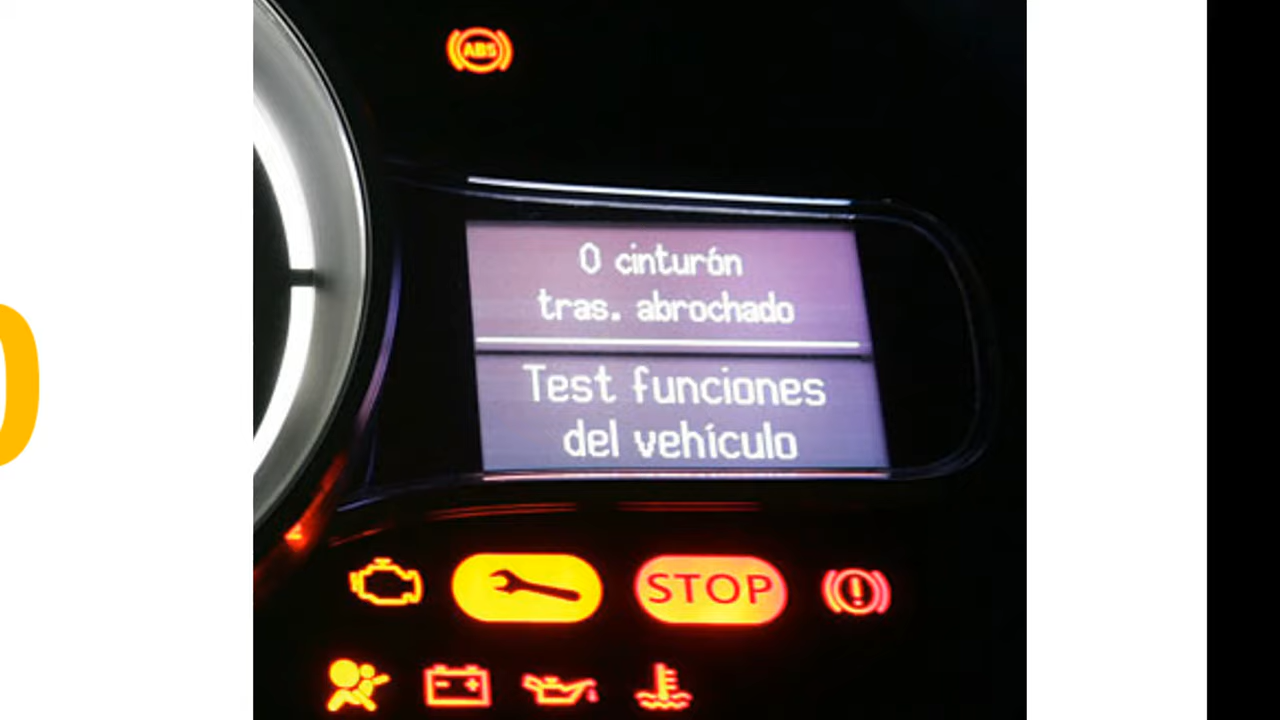 ABS
0 cinturón
tras. abrochado
Test funciones
del vehículo
STOP